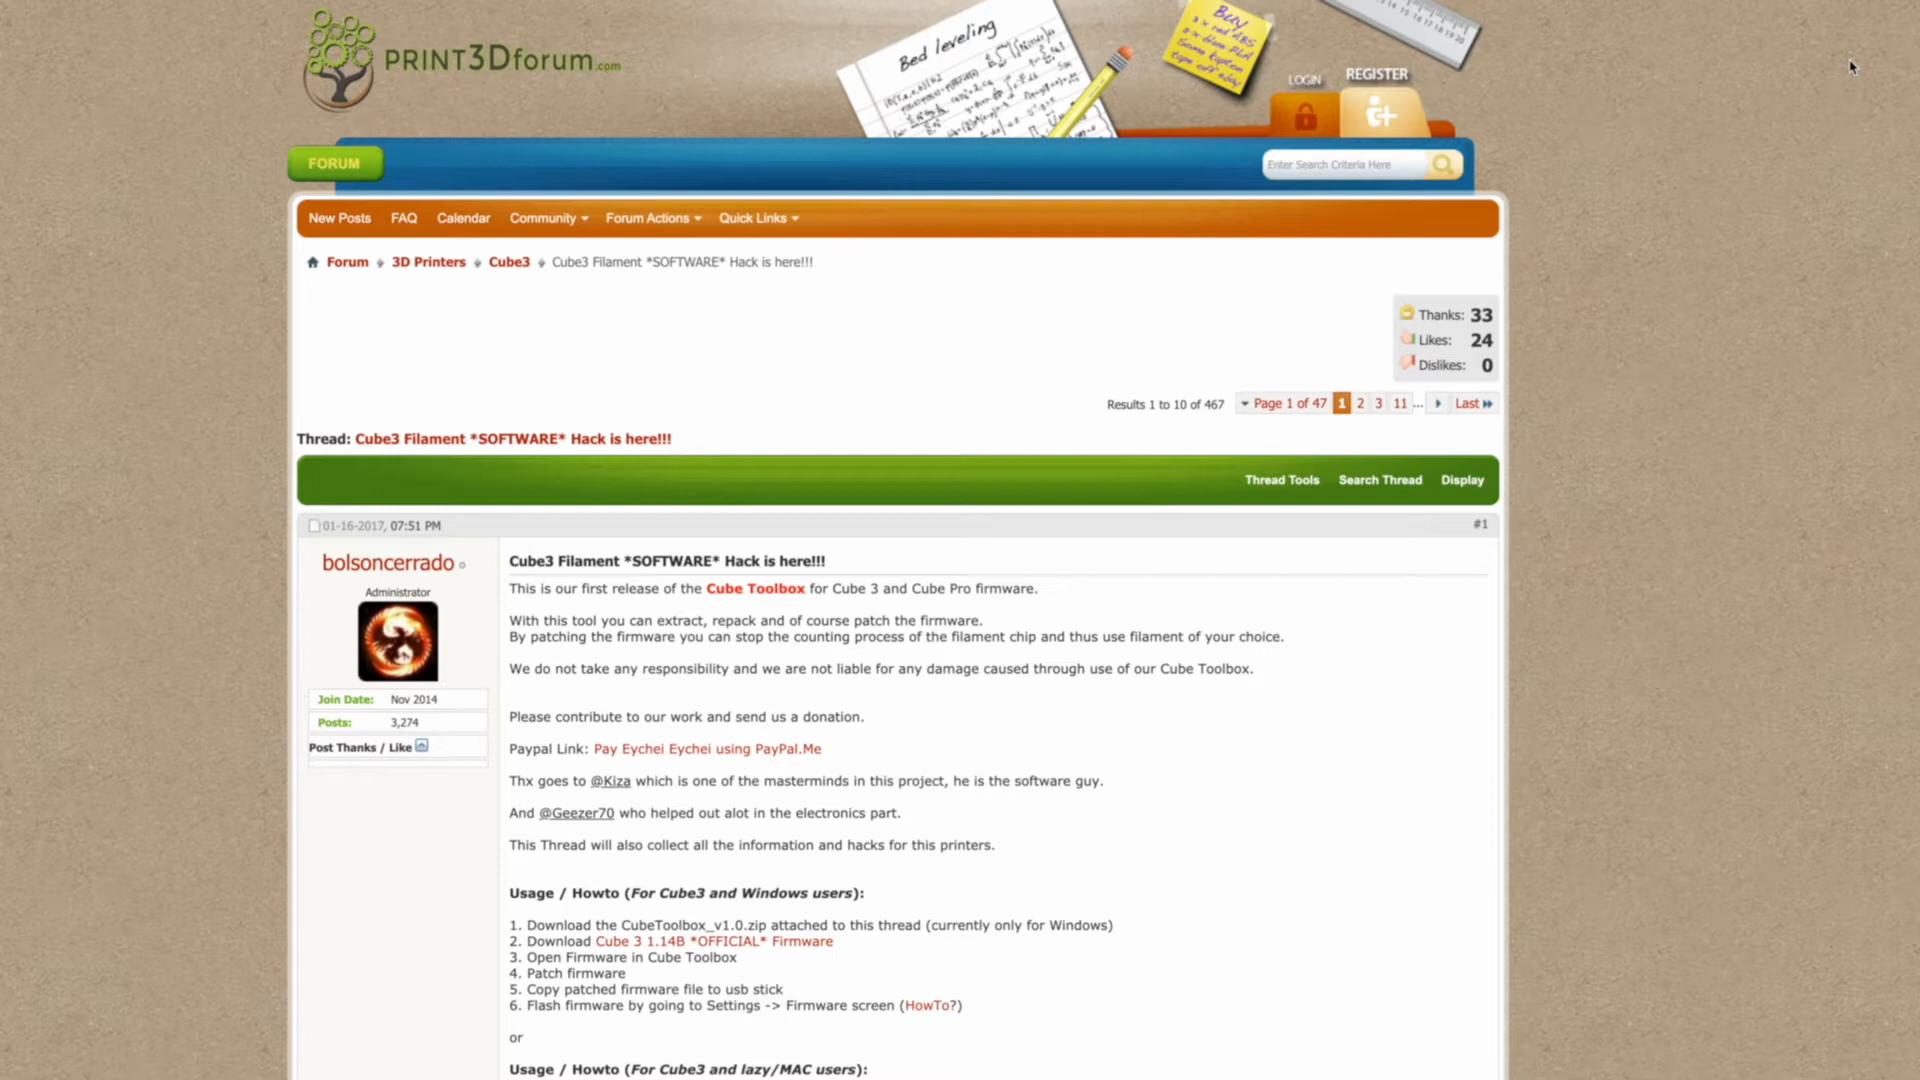 PRINT3Dforum.com
Bed leveling
Buy
LOGIN
REGISTER
FORUM
Enter Search Criteria Here
New Posts FAQ Calendar Community Forum Actions Quick Links
Forum 3D Printers Cube3 Cube3 Filament *SOFTWARE* Hack is here!!!
Thanks: 33
Likes: 24
Dislikes: 0
Results 1 to 10 of 467 Page 1 of 47 1 2 3 11 ... Last
Thread: Cube3 Filament *SOFTWARE* Hack is here!!!
Thread Tools Search Thread Display
01-16-2017, 07:51 PM #1
bolsoncerrado
Administrator
Join Date: Nov 2014
Posts: 3,274
Post Thanks / Like
Cube3 Filament *SOFTWARE* Hack is here!!!
This is our first release of the Cube Toolbox for Cube 3 and Cube Pro firmware.
With this tool you can extract, repack and of course patch the firmware.
By patching the firmware you can stop the counting process of the filament chip and thus use filament of your choice.
We do not take any responsibility and we are not liable for any damage caused through use of our Cube Toolbox.
Please contribute to our work and send us a donation.
Paypal Link: Pay Eychei Eychei using PayPal.Me
Thx goes to @Kiza which is one of the masterminds in this project, he is the software guy.
And @Geezer70 who helped out alot in the electronics part.
This Thread will also collect all the information and hacks for this printers.
Usage / Howto (For Cube3 and Windows users):
1. Download the CubeToolbox_v1.0.zip attached to this thread (currently only for Windows)
2. Download Cube 3 1.14B *OFFICIAL* Firmware
3. Open Firmware in Cube Toolbox
4. Patch firmware
5. Copy patched firmware file to usb stick
6. Flash firmware by going to Settings -> Firmware screen (HowTo?)
or
Usage / Howto (For Cube3 and lazy/MAC users):